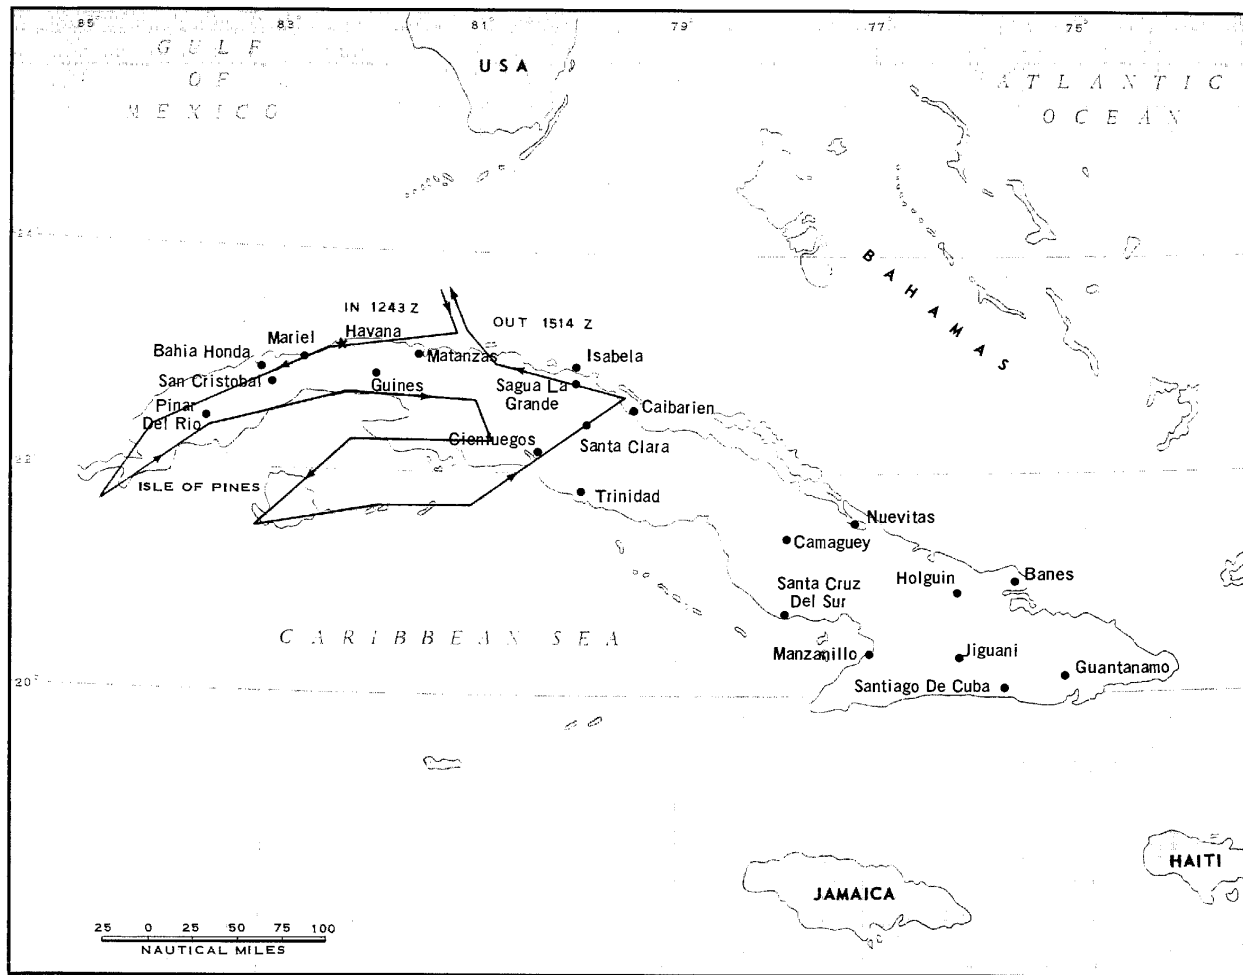 85° 83° 81° 79° 77° 75°
GULF
OF
MEXICO
USA
ATLANTIC
OCEAN
24°
BAHAMAS
IN 1243 Z
OUT 1514 Z
Havana
Mariel
Bahia Honda
Matanzas
Isabela
San Cristobal
Guines
Sagua La
Grande
Pinar
Del Rio
Caibarien
Cienfuegos
Santa Clara
22°
ISLE OF PINES
Trinidad
Nuevitas
Camaguey
Holguin
Banes
Santa Cruz
Del Sur
CARIBBEAN SEA
Manzanillo
Jiguani
Guantanamo
20°
Santiago De Cuba
HAITI
JAMAICA
25 0 25 50 75 100
NAUTICAL MILES